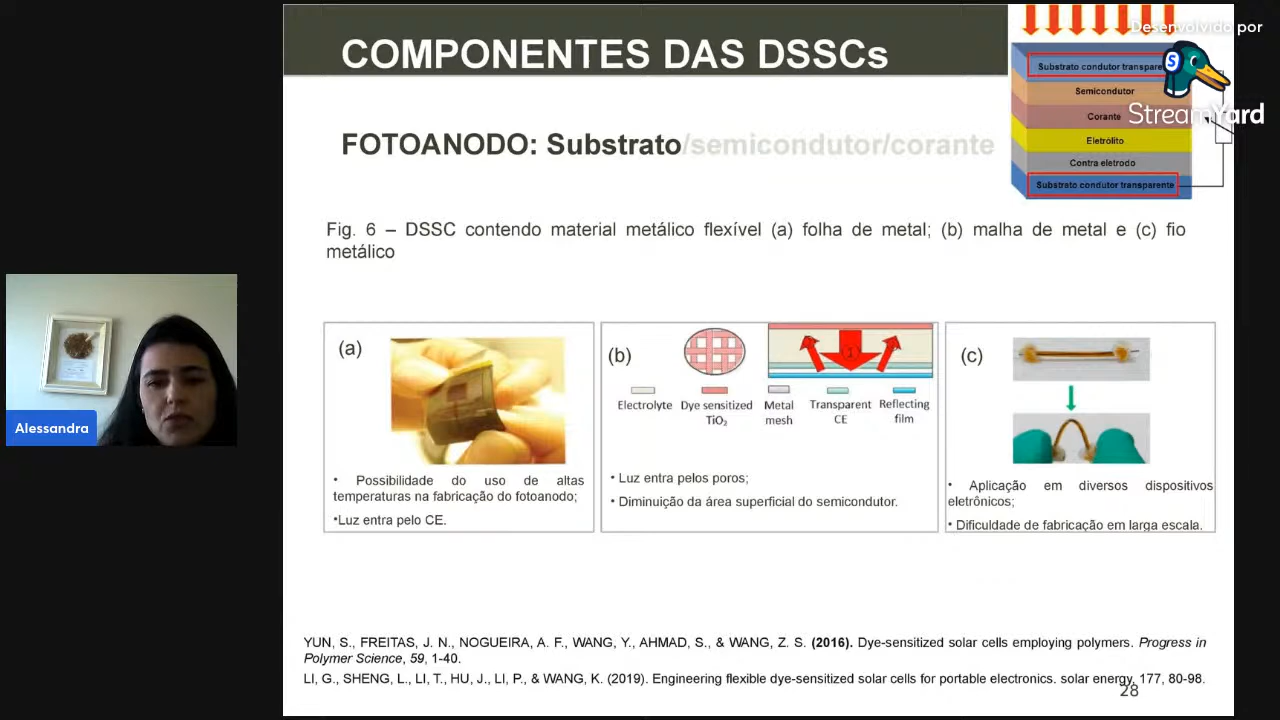 COMPONENTES DAS DSSCs
Desenvolvido por
StreamYard
Substrato condutor transpare
Semicondutor
Corante
Eletrólito
Contra eletrodo
Substrato condutor transparente
FOTOANODO: Substrato/semicondutor/corante
Fig. 6 – DSSC contendo material metálico flexível (a) folha de metal; (b) malha de metal e (c) fio
metálico
(a)
• Possibilidade do uso de altas
temperaturas na fabricação do fotoanodo;
•Luz entra pelo CE.
(b)
Electrolyte
Dye sensitized
TiO₂
Metal
mesh
Transparent
CE
Reflecting
film
• Luz entra pelos poros;
• Diminuição da área superficial do semicondutor.
(c)
• Aplicação em diversos dispositivos
eletrônicos;
• Dificuldade de fabricação em larga escala.
Alessandra
YUN, S., FREITAS, J. N., NOGUEIRA, A. F., WANG, Y., AHMAD, S., & WANG, Z. S. (2016). Dye-sensitized solar cells employing polymers. Progress in
Polymer Science, 59, 1-40.
LI, G., SHENG, L., LI, T., HU, J., LI, P., & WANG, K. (2019). Engineering flexible dye-sensitized solar cells for portable electronics. solar energy, 177, 80-98.
28